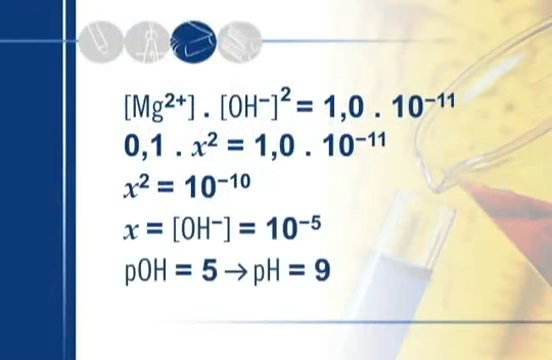 [Mg²⁺] . [OH⁻]² = 1,0 . 10⁻¹¹
0,1 . x² = 1,0 . 10⁻¹¹
x² = 10⁻¹⁰
x = [OH⁻] = 10⁻⁵
pOH = 5 → pH = 9